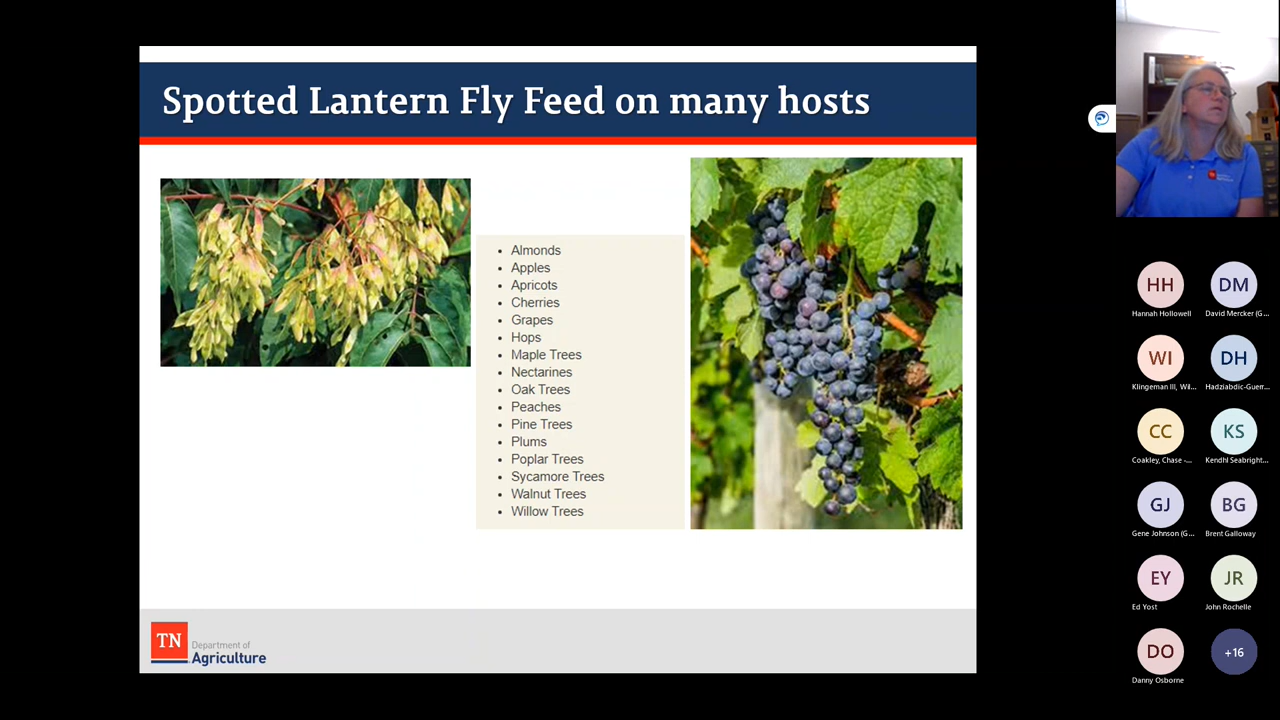 Spotted Lantern Fly Feed on many hosts
• Almonds
• Apples
• Apricots
• Cherries
• Grapes
• Hops
• Maple Trees
• Nectarines
• Oak Trees
• Peaches
• Pine Trees
• Plums
• Poplar Trees
• Sycamore Trees
• Walnut Trees
• Willow Trees
TN
Department of
Agriculture
HH
DM
Hannah Hollowell
David Mercker (G...
WI
DH
Klingeman III, Wil...
Hadziabdic-Guerr...
CC
KS
Coakley, Chase -...
Kendhl Seabright...
GJ
BG
Gene Johnson (G...
Brent Galloway
EY
JR
Ed Yost
John Rochelle
DO
+16
Danny Osborne